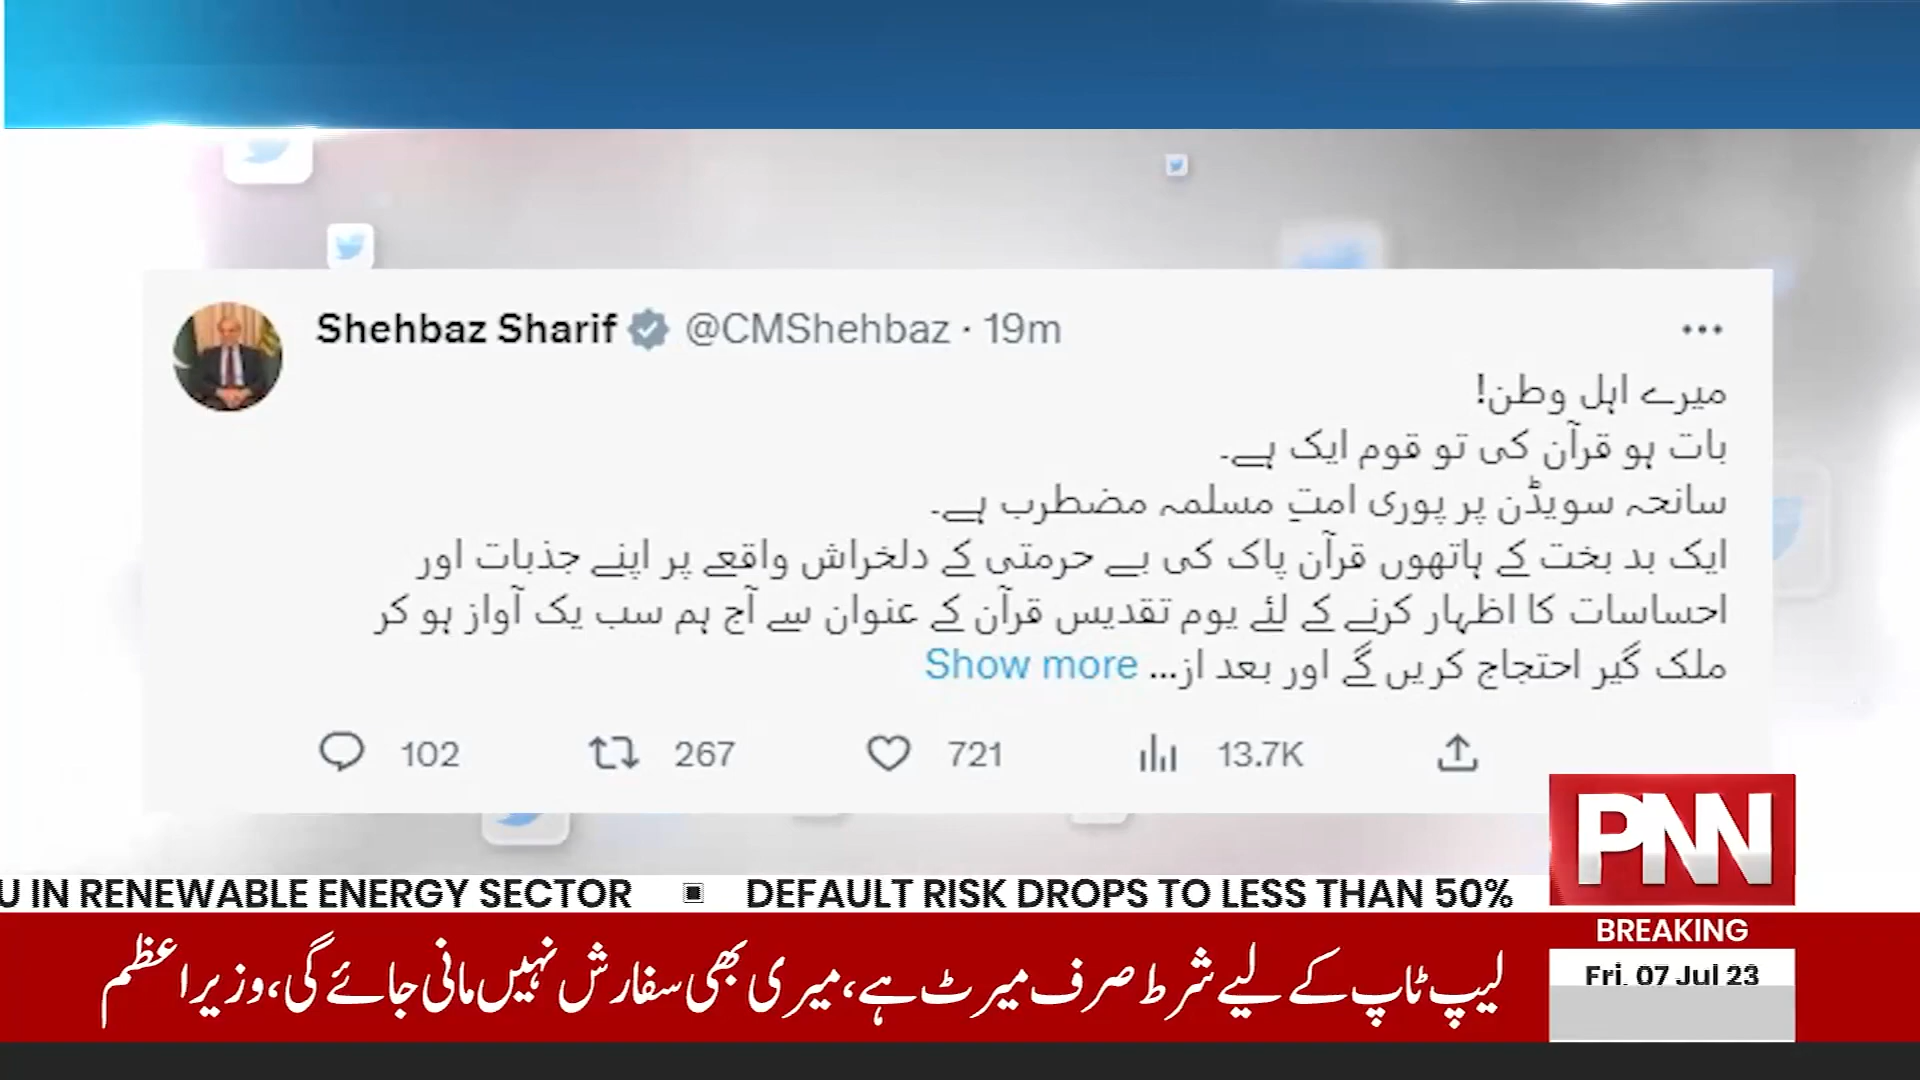 Shehbaz Sharif @CMShehbaz · 19m
میرے اہل وطن!
بات ہو قرآن کی تو قوم ایک ہے۔
سانحہ سویڈن پر پوری امتِ مسلمہ مضطرب ہے۔
ایک بد بخت کے ہاتھوں قرآن پاک کی بے حرمتی کے دلخراش واقعے پر اپنے جذبات اور
احساسات کا اظہار کرنے کے لئے یوم تقدیس قرآن کے عنوان سے آج ہم سب یک آواز ہو کر
ملک گیر احتجاج کریں گے اور بعد از... Show more
102 267 721 13.7K
PNN
U IN RENEWABLE ENERGY SECTOR ▪ DEFAULT RISK DROPS TO LESS THAN 50%
BREAKING
لیپ ٹاپ کے لیے شرط صرف میرٹ ہے، میری بھی سفارش نہیں مانی جائے گی، وزیراعظم
Fri, 07 Jul 23